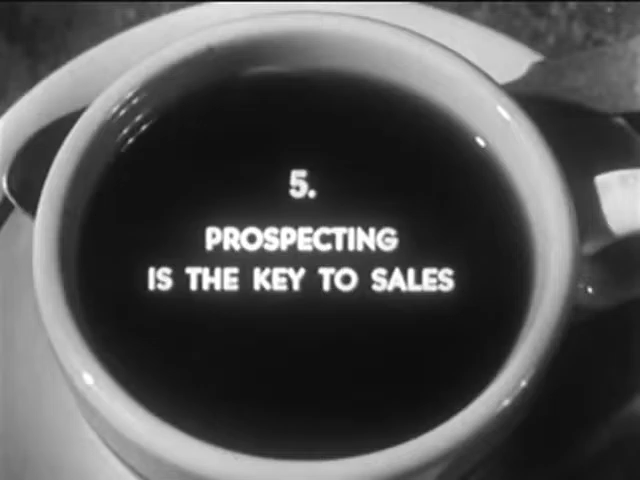 5.
PROSPECTING
IS THE KEY TO SALES